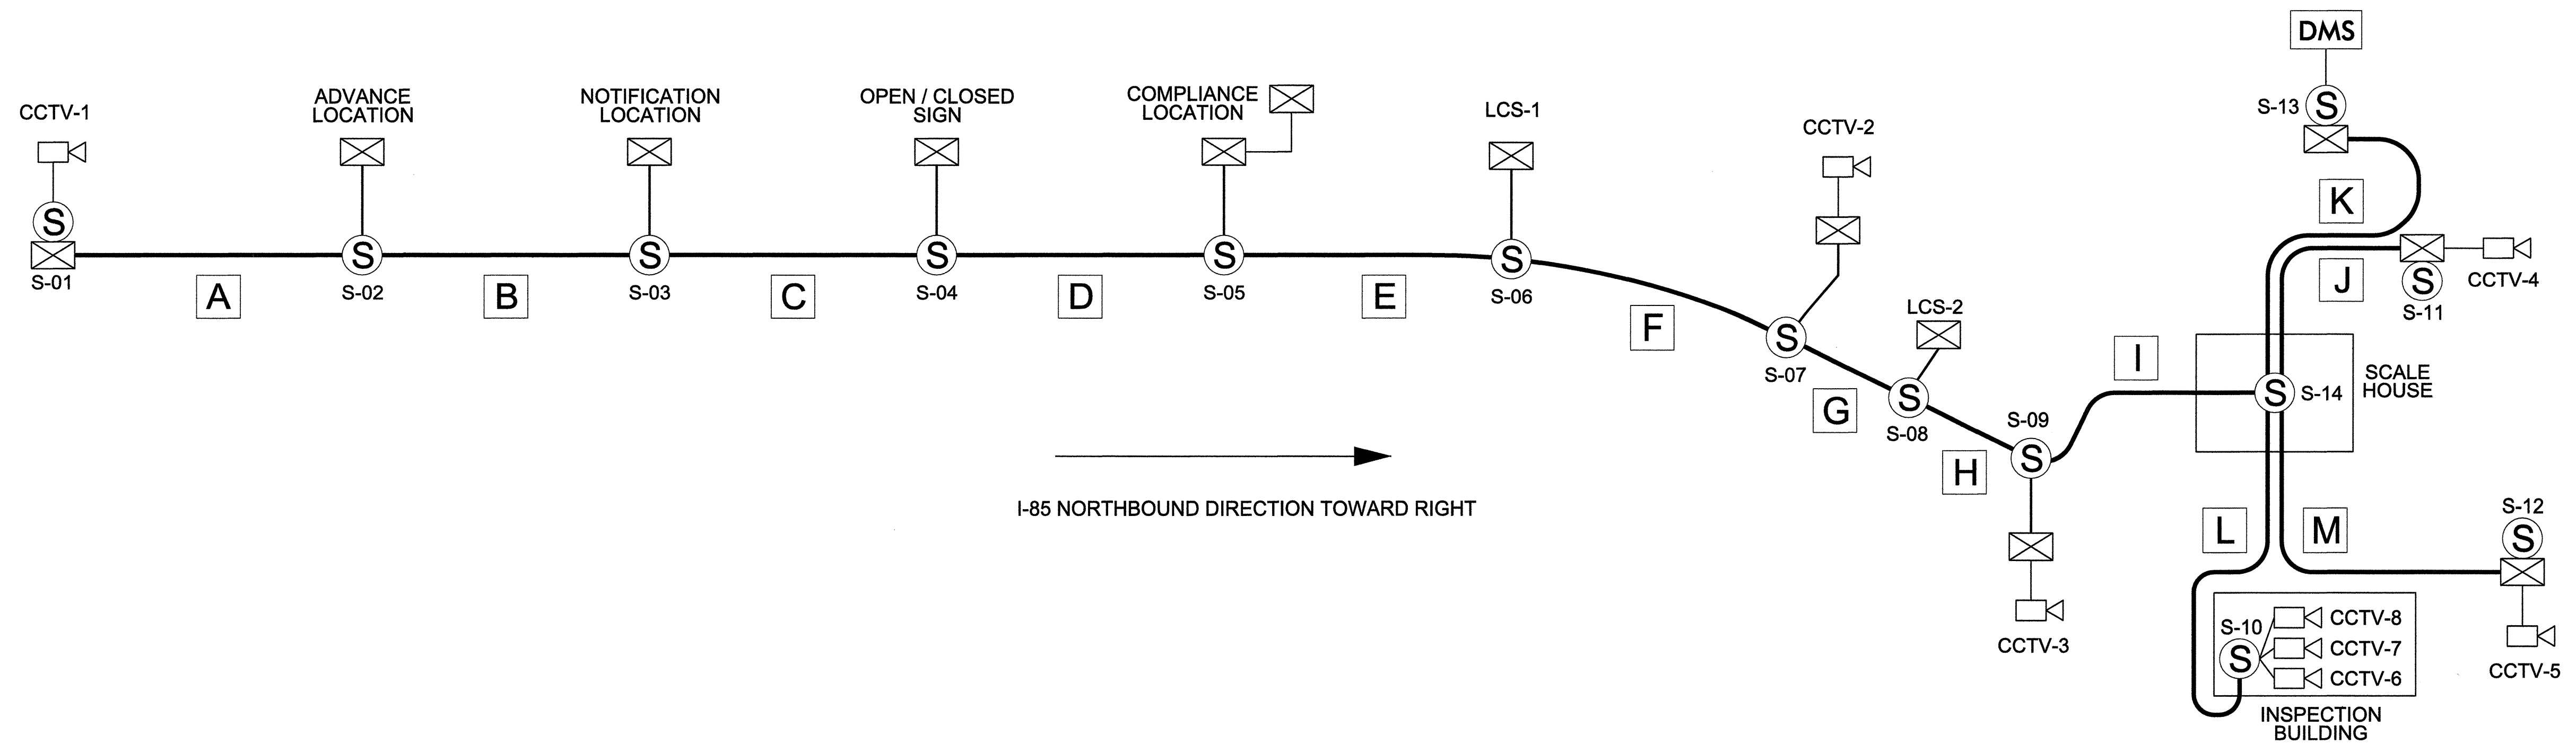 DMS
S
S-13
CCTV-1
ADVANCE
LOCATION
NOTIFICATION
LOCATION
OPEN / CLOSED
SIGN
COMPLIANCE
LOCATION
LCS-1
CCTV-2
K
S
S-01
A
S
S-02
B
S
S-03
C
S
S-04
D
S
S-05
E
S
S-06
F
S
S-07
G
LCS-2
S
S-08
H
S-09
S
CCTV-3
I
J
S
S-11
CCTV-4
S
S-14
SCALE
HOUSE
I-85 NORTHBOUND DIRECTION TOWARD RIGHT
L
M
S-12
S
CCTV-5
S-10
S
CCTV-8
CCTV-7
CCTV-6
INSPECTION
BUILDING